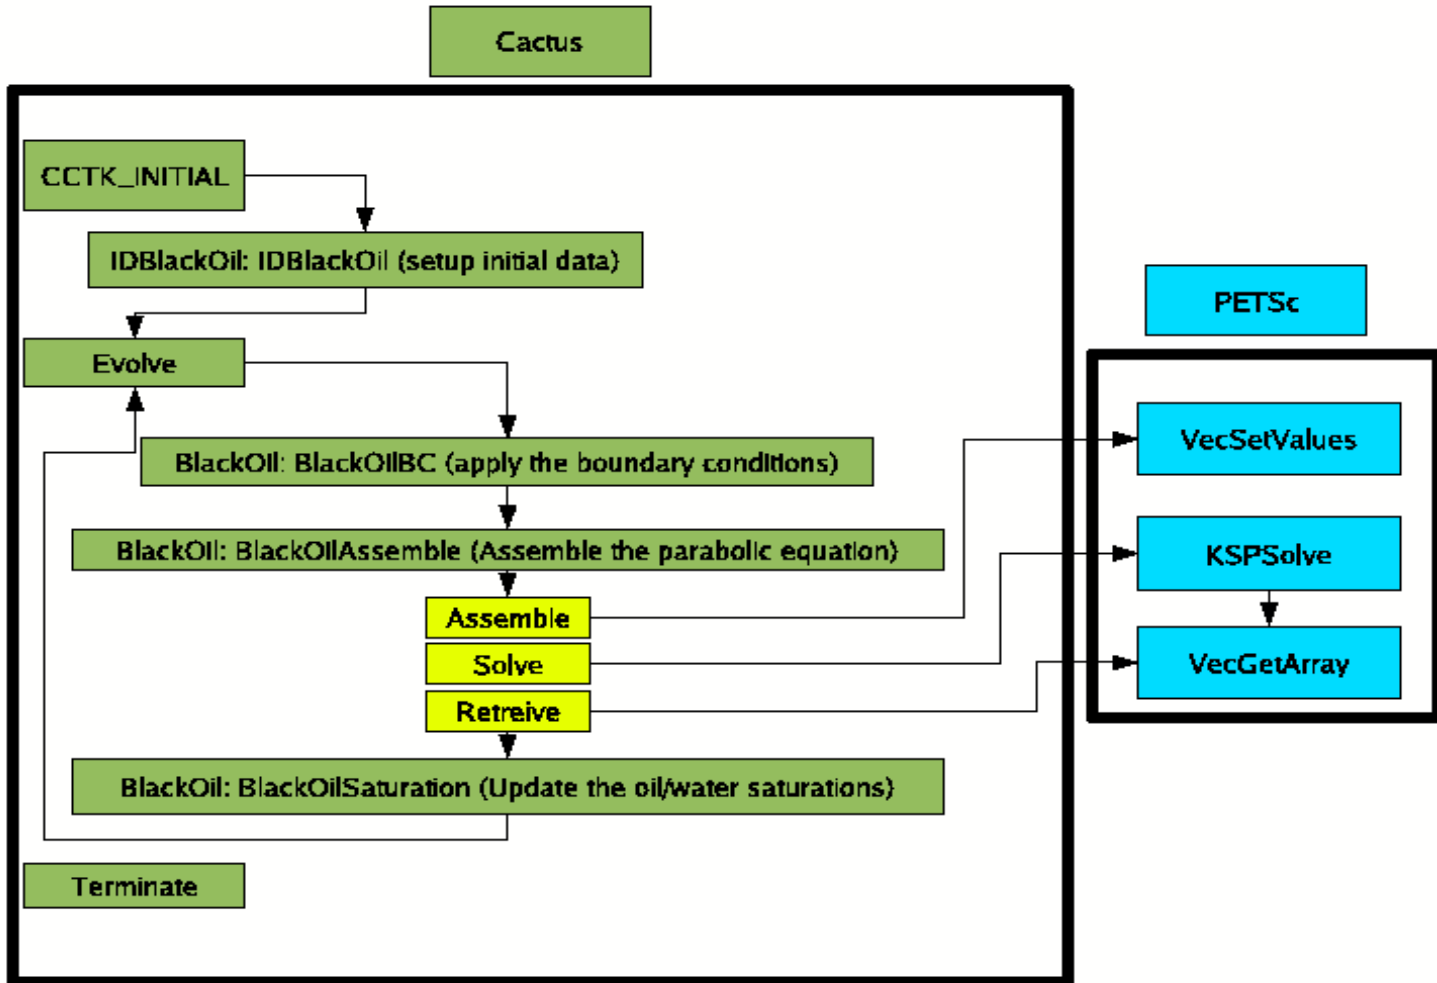 Cactus
CCTK_INITIAL
IDBlackOil: IDBlackOil (setup initial data)
PETSc
Evolve
VecSetValues
BlackOil: BlackOilBC (apply the boundary conditions)
BlackOil: BlackOilAssemble (Assemble the parabolic equation)
KSPSolve
Assemble
Solve
VecGetArray
Retreive
BlackOil: BlackOilSaturation (Update the oil/water saturations)
Terminate